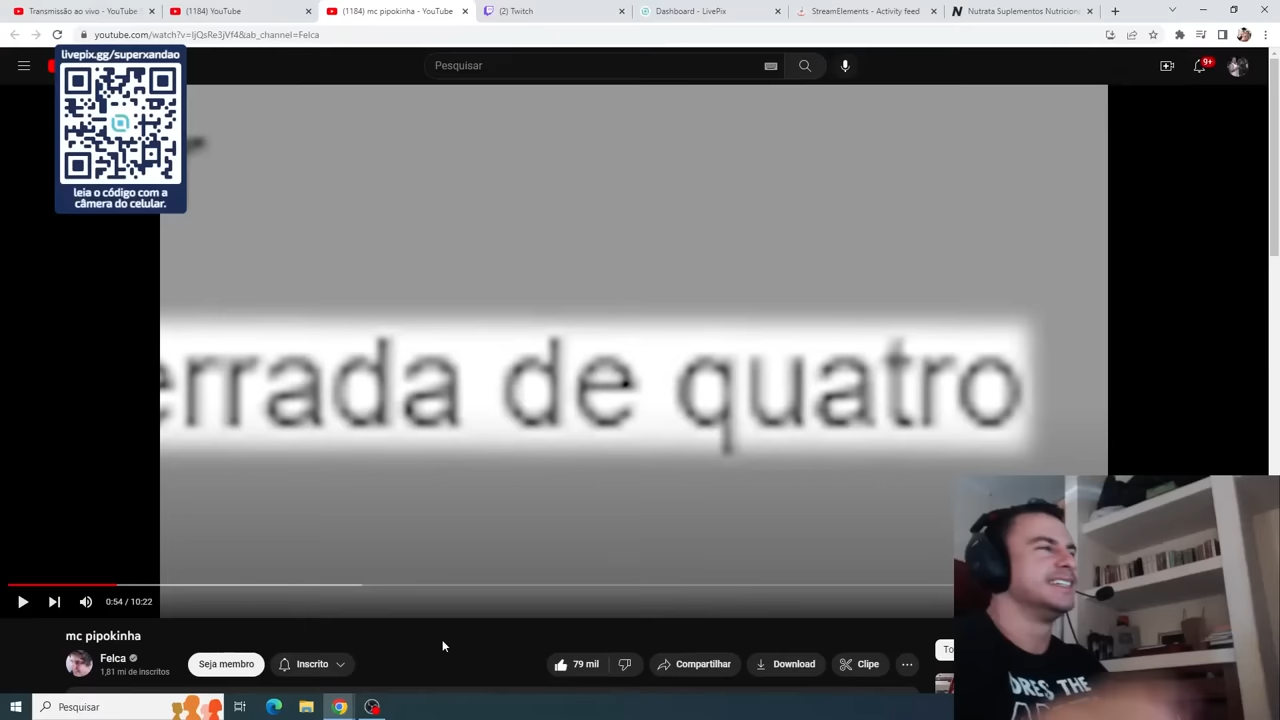 Transmissão ao vivo - YouTube
(1184) YouTube
(1184) mc pipokinha - YouTube
(2) Twitch
Dashboard - LivePix
StreamElements - Activity feed
Nutrata Suplementos Nutricion
youtube.com/watch?v=IjQsRe3jVf4&ab_channel=Felca
livepix.gg/superxandao
Pesquisar
9+
leia o código com a
câmera do celular.
errada de quatro
0:54 / 10:22
mc pipokinha
Felca
1,81 mi de inscritos
Seja membro
Inscrito
79 mil
Compartilhar
Download
Clipe
To
Pesquisar